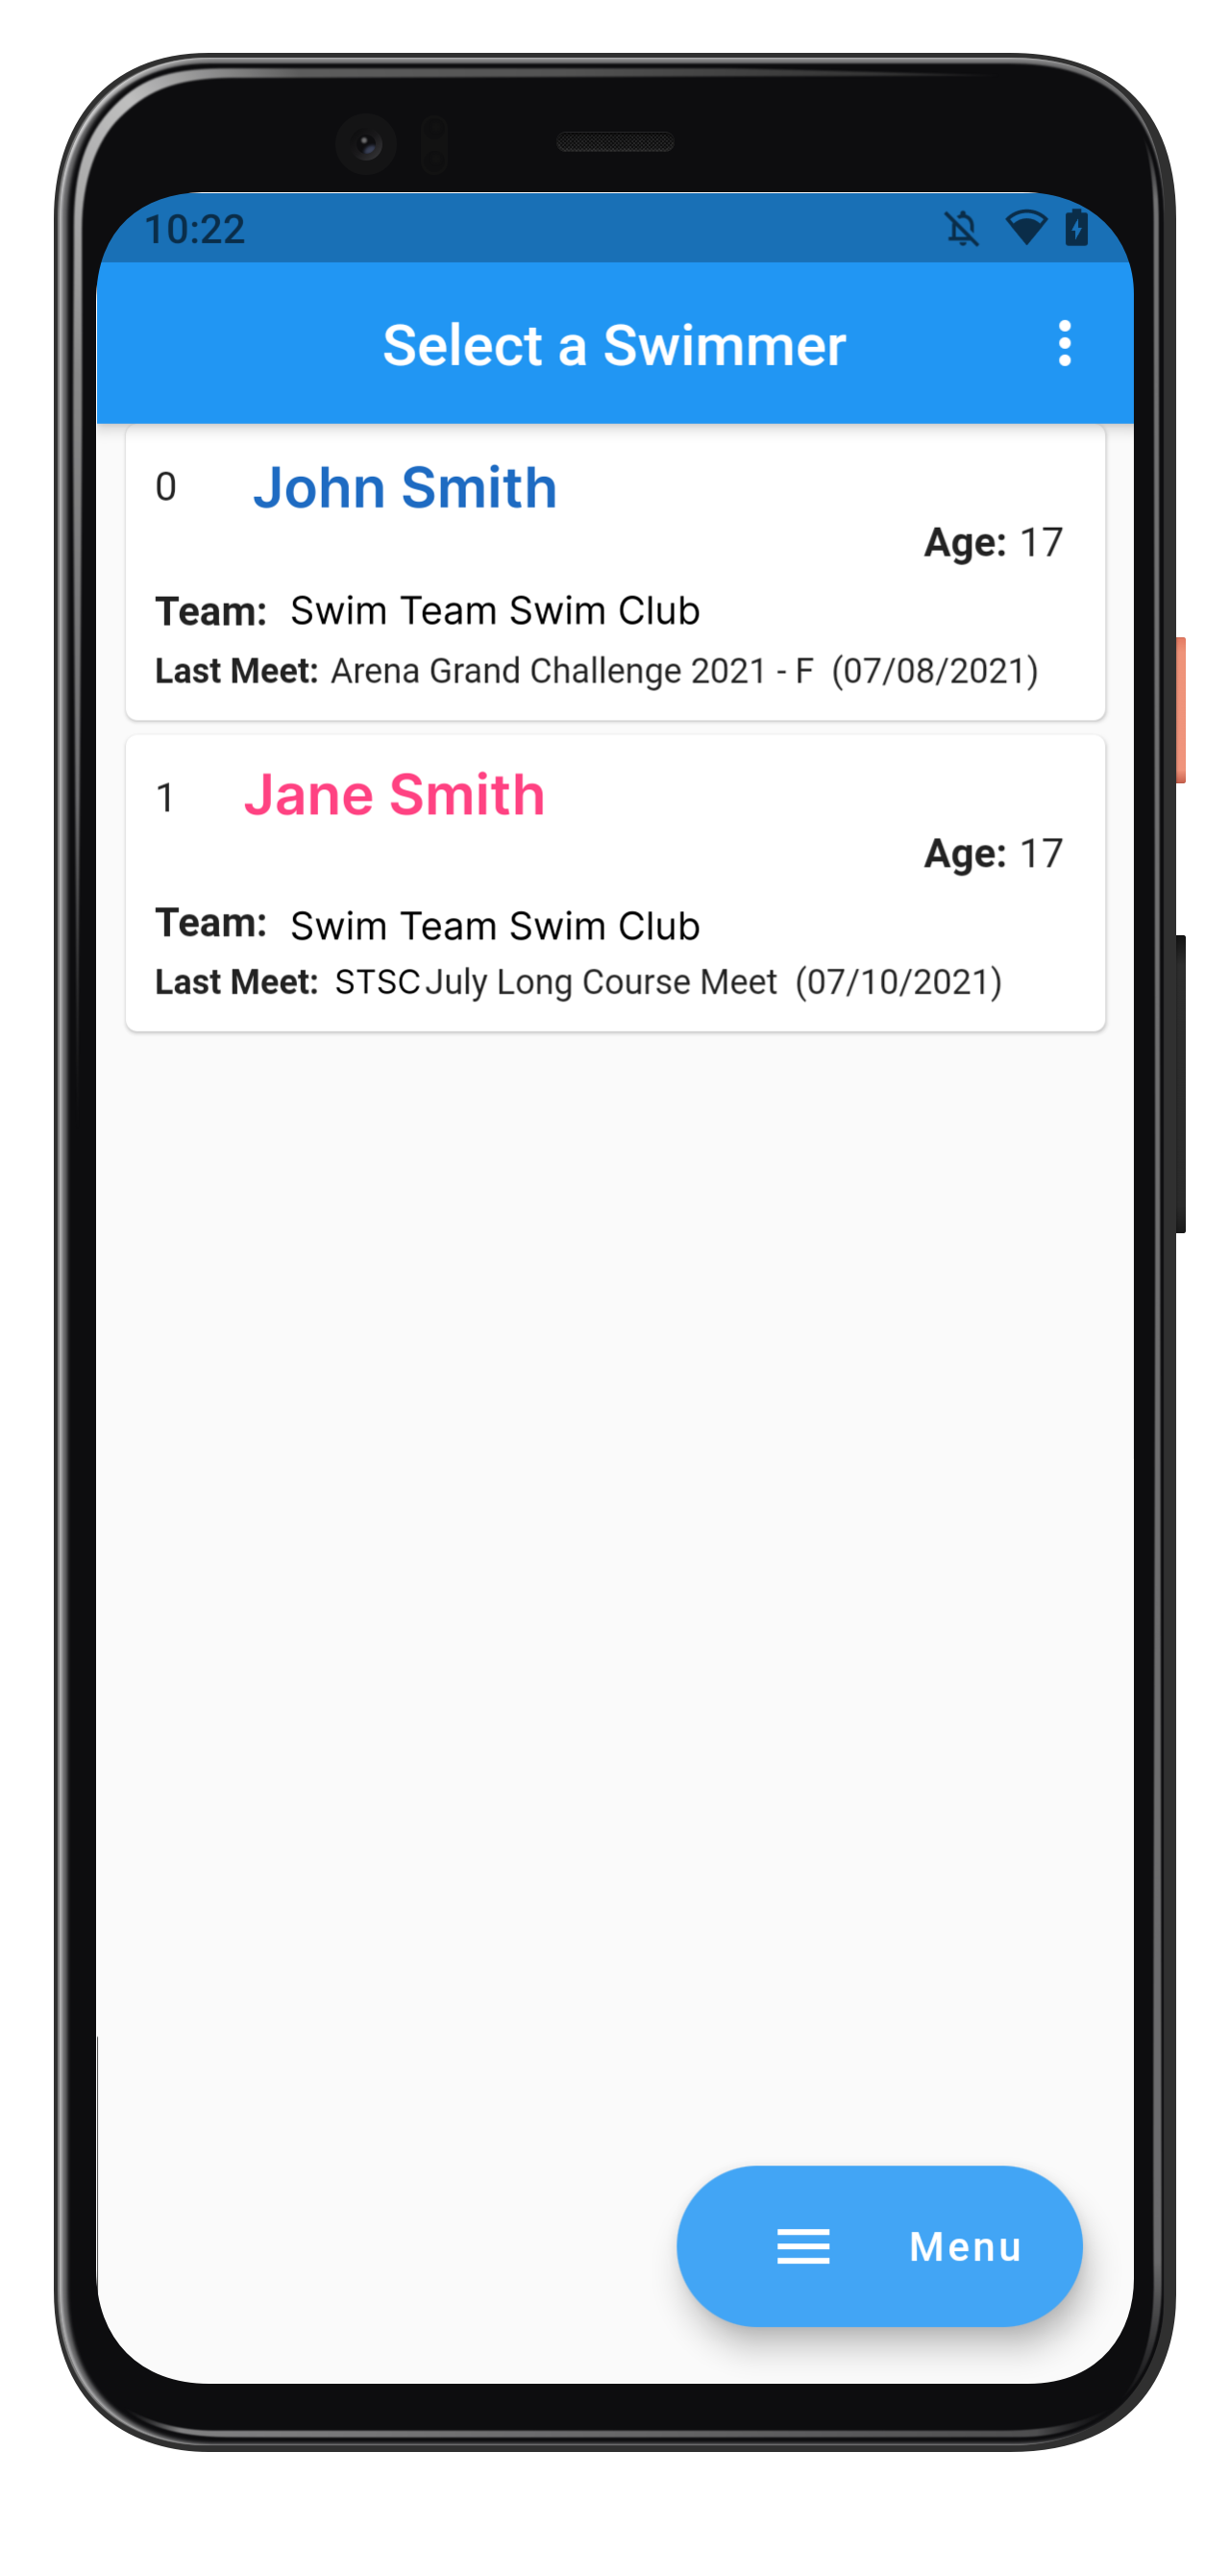 10:22
Select a Swimmer
0 John Smith
Age: 17
Team: Swim Team Swim Club
Last Meet: Arena Grand Challenge 2021 - F (07/08/2021)
1 Jane Smith
Age: 17
Team: Swim Team Swim Club
Last Meet: STSC July Long Course Meet (07/10/2021)
Menu